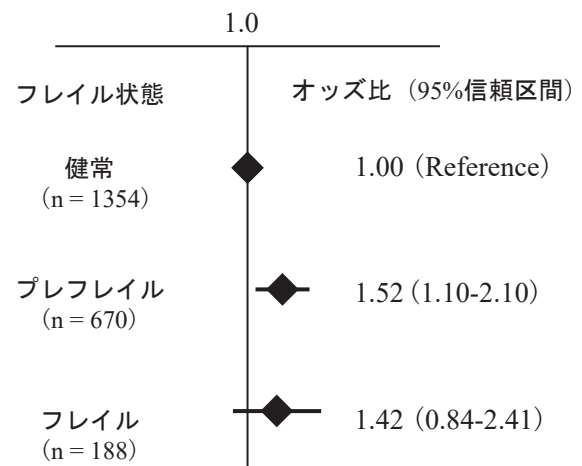 1.0
フレイル状態 オッズ比（95%信頼区間）
健常 1.00（Reference）
（n = 1354）
プレフレイル 1.52（1.10-2.10）
（n = 670）
フレイル 1.42（0.84-2.41）
（n = 188）